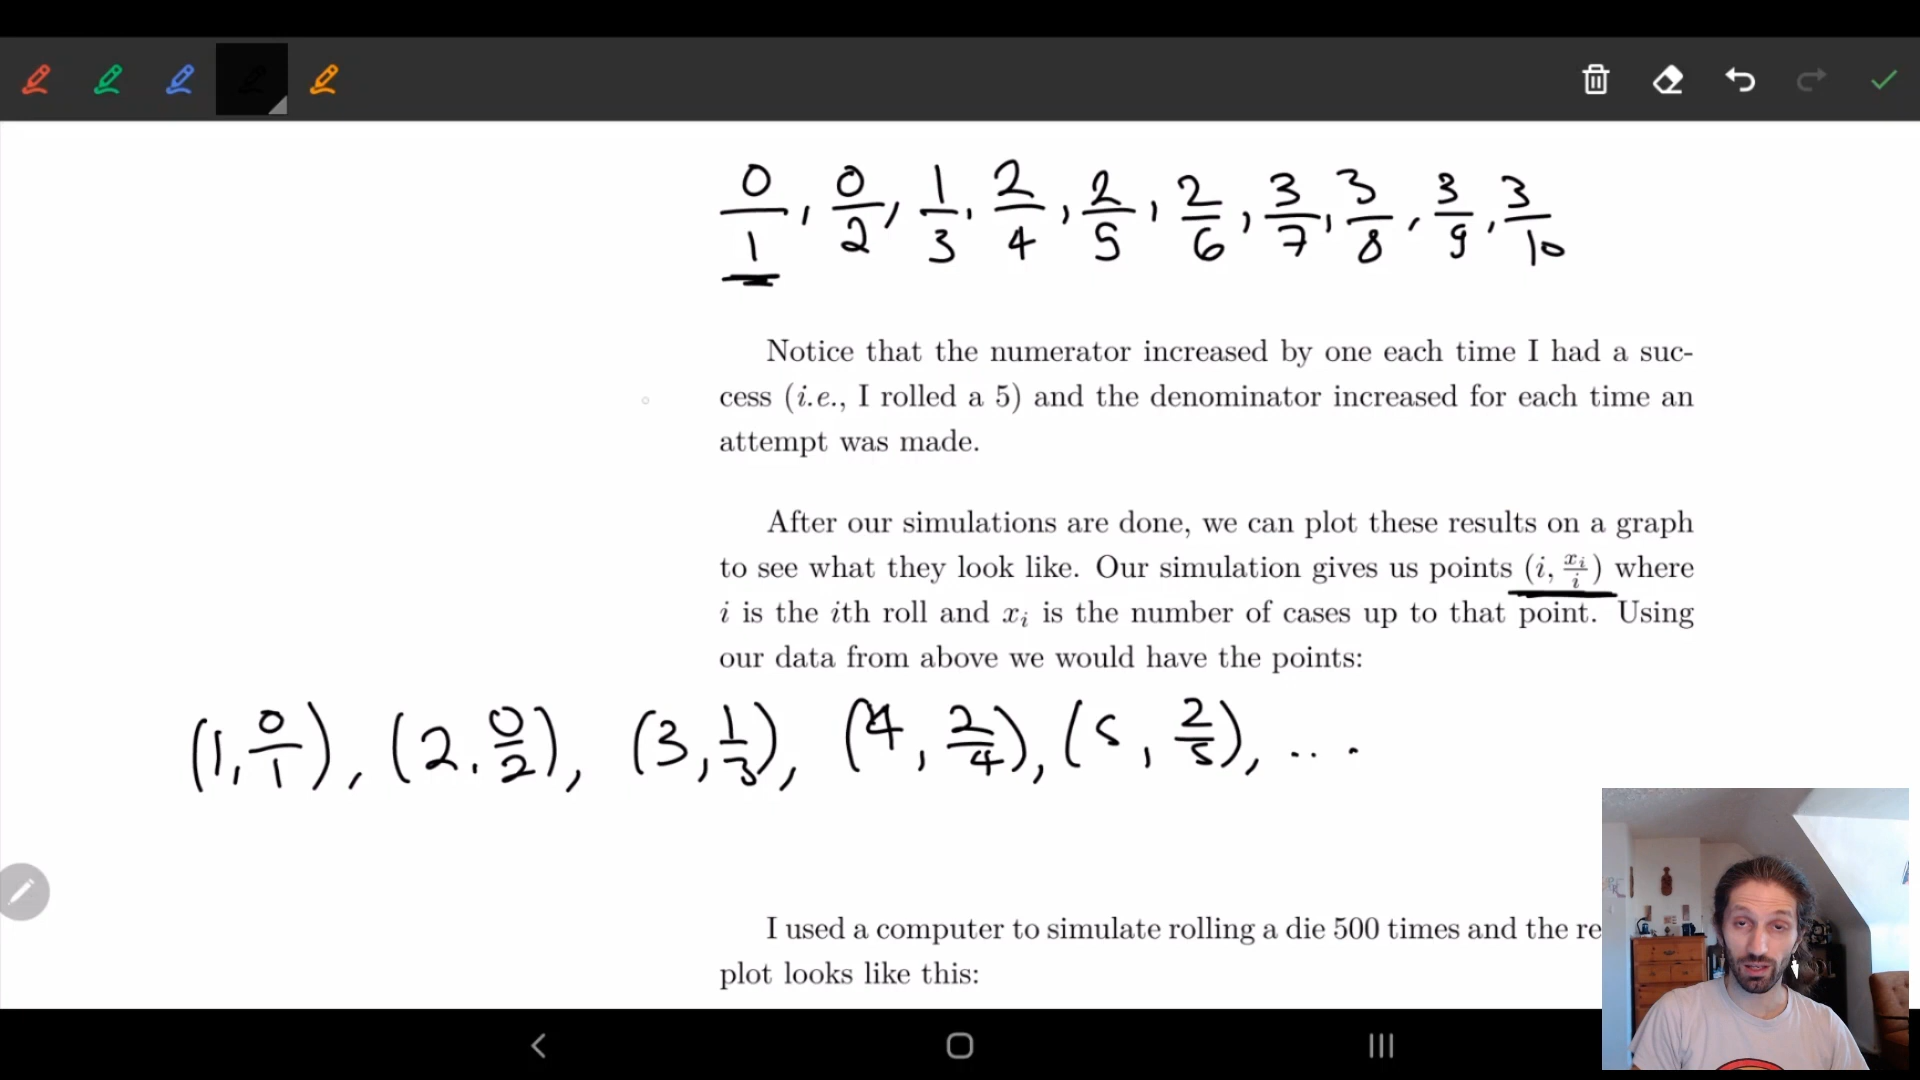 0/1, 0/2, 1/3, 2/4, 2/5, 2/6, 3/7, 3/8, 3/9, 3/10
Notice that the numerator increased by one each time I had a suc-
cess (i.e., I rolled a 5) and the denominator increased for each time an
attempt was made.
After our simulations are done, we can plot these results on a graph
to see what they look like. Our simulation gives us points (i, xᵢ/i) where
i is the ith roll and xᵢ is the number of cases up to that point. Using
our data from above we would have the points:
(1, 0/1), (2, 0/2), (3, 1/3), (4, 2/4), (5, 2/5), ...
I used a computer to simulate rolling a die 500 times and the re
plot looks like this: